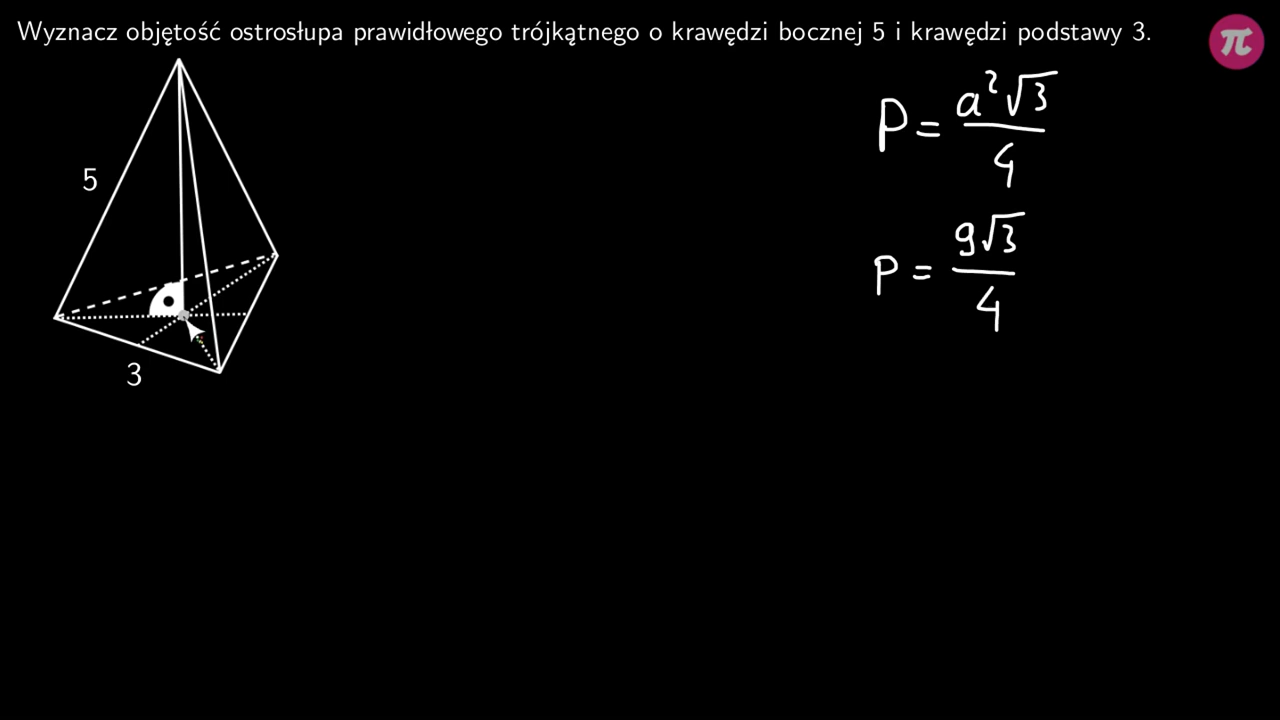 Wyznacz objętość ostrosłupa prawidłowego trójkątnego o krawędzi bocznej 5 i krawędzi podstawy 3.
π
P = a²√3/4
5
P = 9√3/4
3